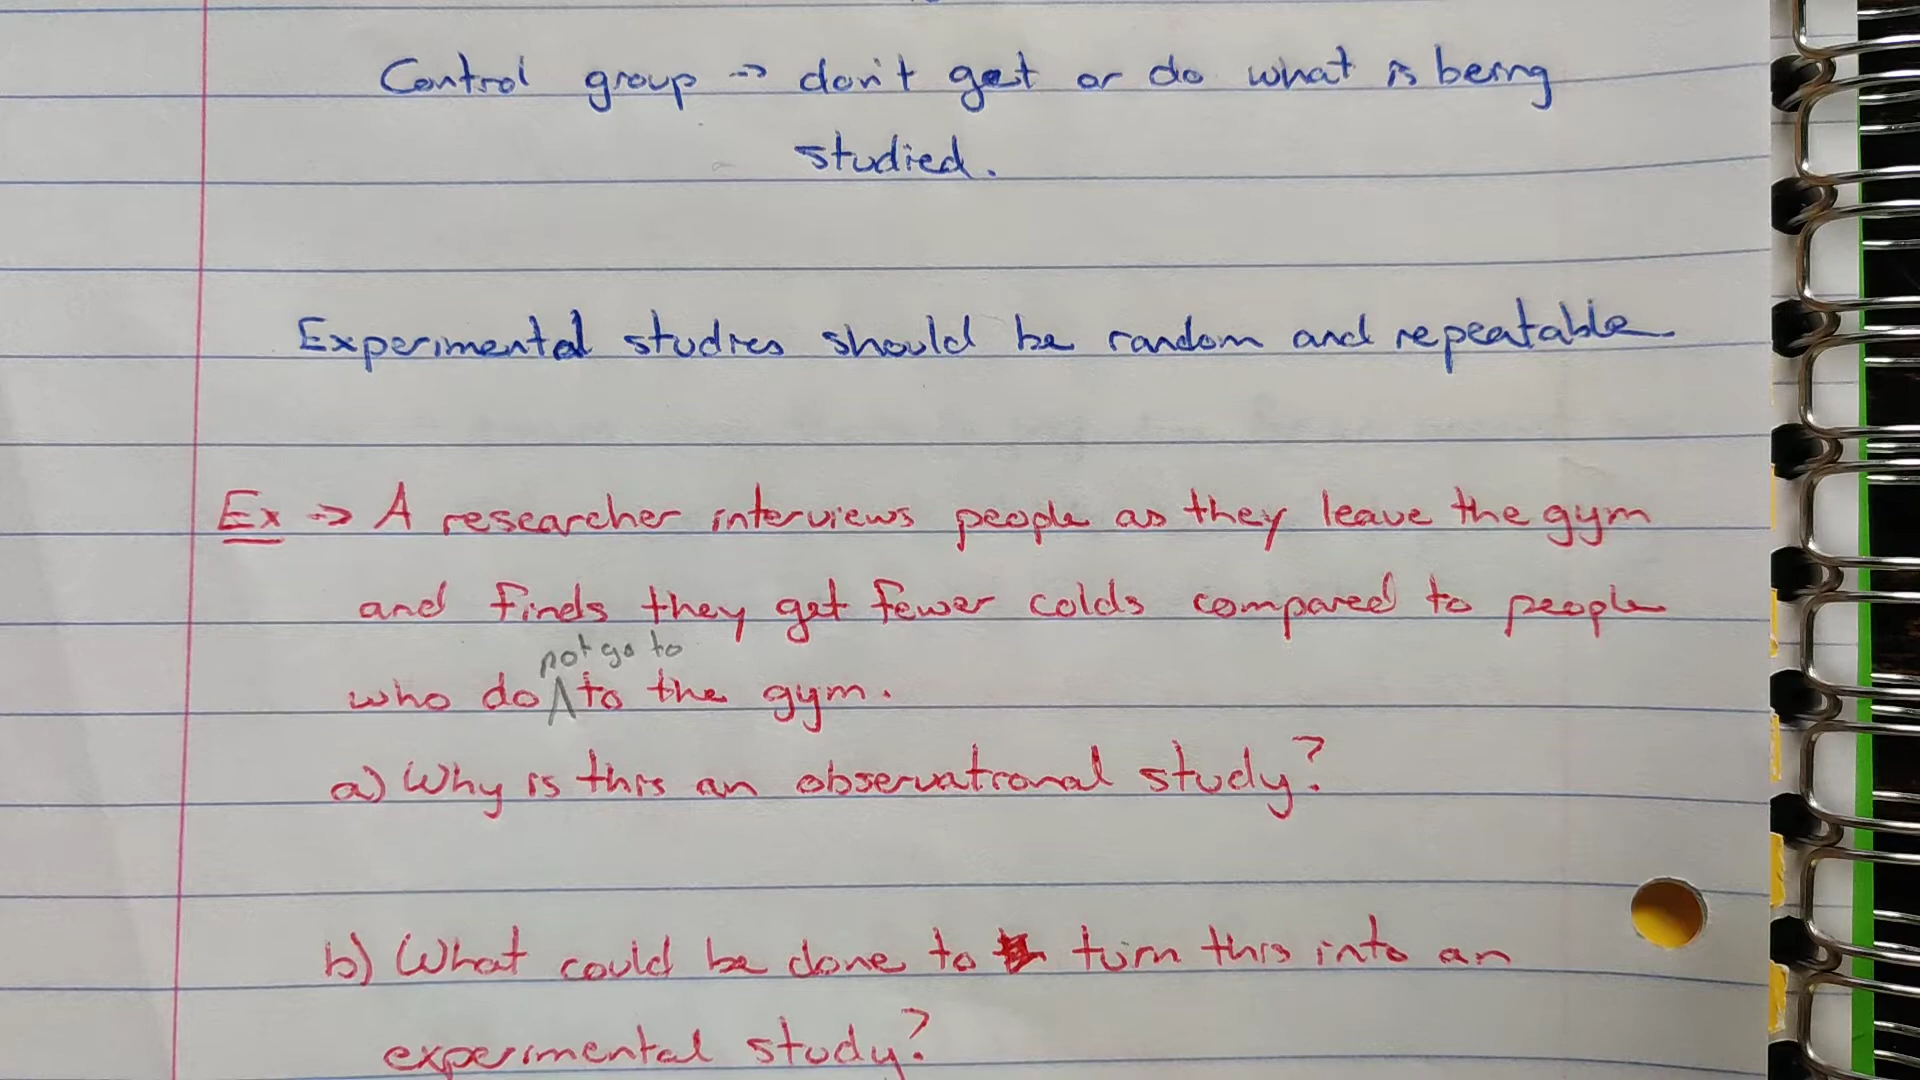 Control group → don't get or do what is being
studied.
Experimental studies should be random and repeatable
Ex → A researcher interviews people as they leave the gym
and finds they get fewer colds compared to people
not go to
who do ^ to the gym.
a) Why is this an observational study?
b) What could be done to turn this into an
experimental study?